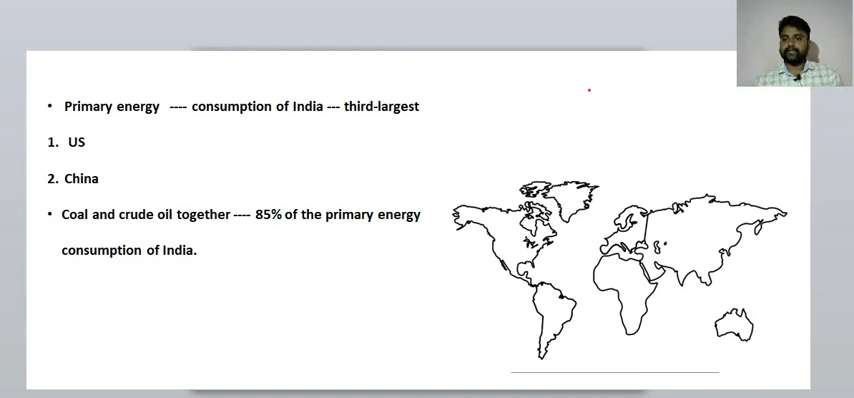 • Primary energy ---- consumption of India --- third-largest
1. US
2. China
• Coal and crude oil together ---- 85% of the primary energy
consumption of India.